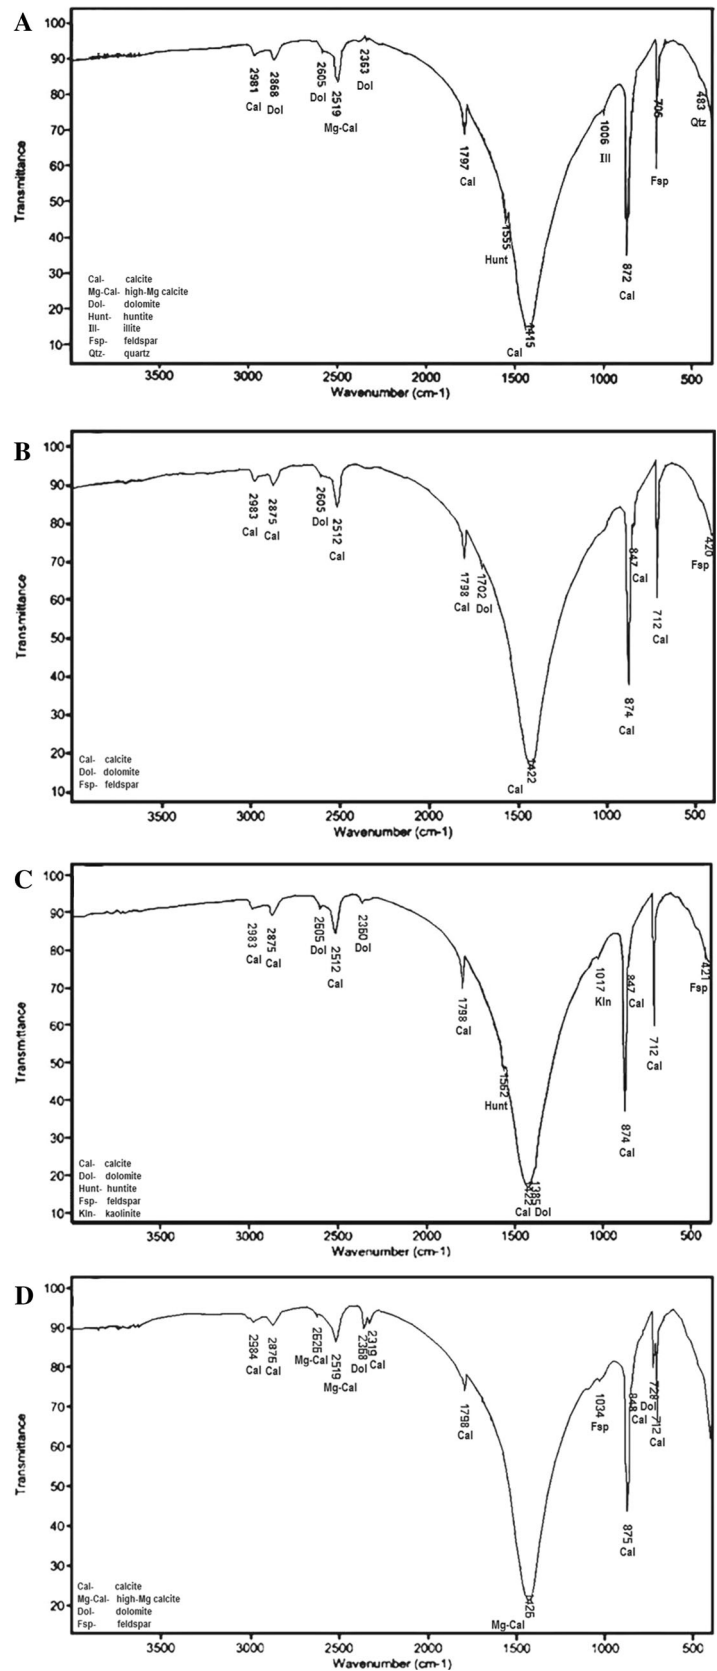 A
100
90
80
70
60
50
40
30
20
10
Transmittance
2981
Cal
2868
Dol
2605
Dol
2519
Mg-Cal
2363
Dol
1797
Cal
1555
Hunt
1415
Cal
1006
Ill
872
Cal
706
Fsp
483
Qtz
Cal- calcite
Mg-Cal- high-Mg calcite
Dol- dolomite
Hunt- huntite
Ill- illite
Fsp- feldspar
Qtz- quartz
3500 3000 2500 2000 1500 1000 500
Wavenumber (cm-1)
B
100
90
80
70
60
50
40
30
20
10
Transmittance
2983
Cal
2875
Cal
2605
Dol
2512
Cal
1798
Cal
1702
Dol
1422
Cal
874
Cal
847
Cal
712
Cal
420
Fsp
Cal- calcite
Dol- dolomite
Fsp- feldspar
3500 3000 2500 2000 1500 1000 500
Wavenumber (cm-1)
C
100
90
80
70
60
50
40
30
20
10
Transmittance
2983
Cal
2875
Cal
2605
Dol
2512
Cal
2360
Dol
1798
Cal
1562
Hunt
1422
Cal
1385
Dol
1017
Kln
874
Cal
847
Cal
712
Cal
421
Fsp
Cal- calcite
Dol- dolomite
Hunt- huntite
Fsp- feldspar
Kln- kaolinite
3500 3000 2500 2000 1500 1000 500
Wavenumber (cm-1)
D
100
90
80
70
60
50
40
30
20
Transmittance
2984
Cal
2876
Cal
2626
Mg-Cal
2519
Mg-Cal
2368
Dol
2319
Cal
1798
Cal
1426
Mg-Cal
1034
Fsp
875
Cal
848
Cal
728
Dol
712
Cal
Cal- calcite
Mg-Cal- high-Mg calcite
Dol- dolomite
Fsp- feldspar
3500 3000 2500 2000 1500 1000 500
Wavenumber (cm-1)